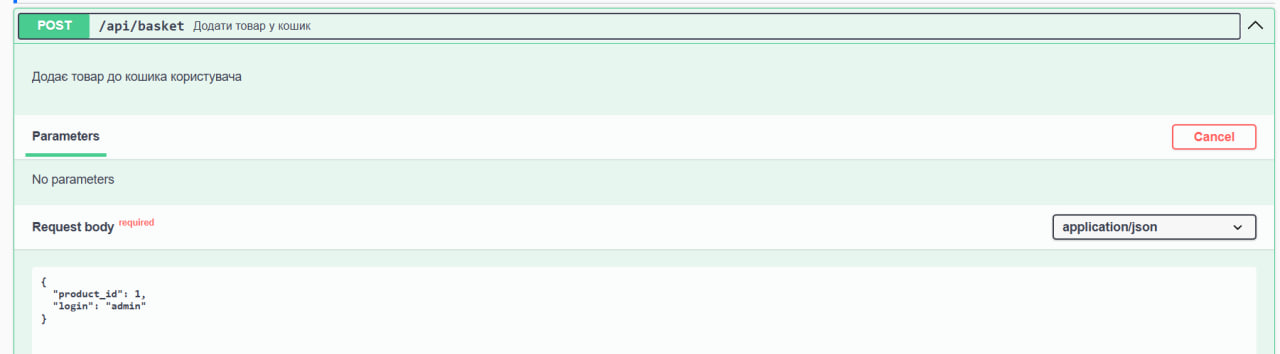 POST /api/basket Додати товар у кошик
Додає товар до кошика користувача
Parameters
Cancel
No parameters
Request body required
application/json
{
"product_id": 1,
"login": "admin"
}